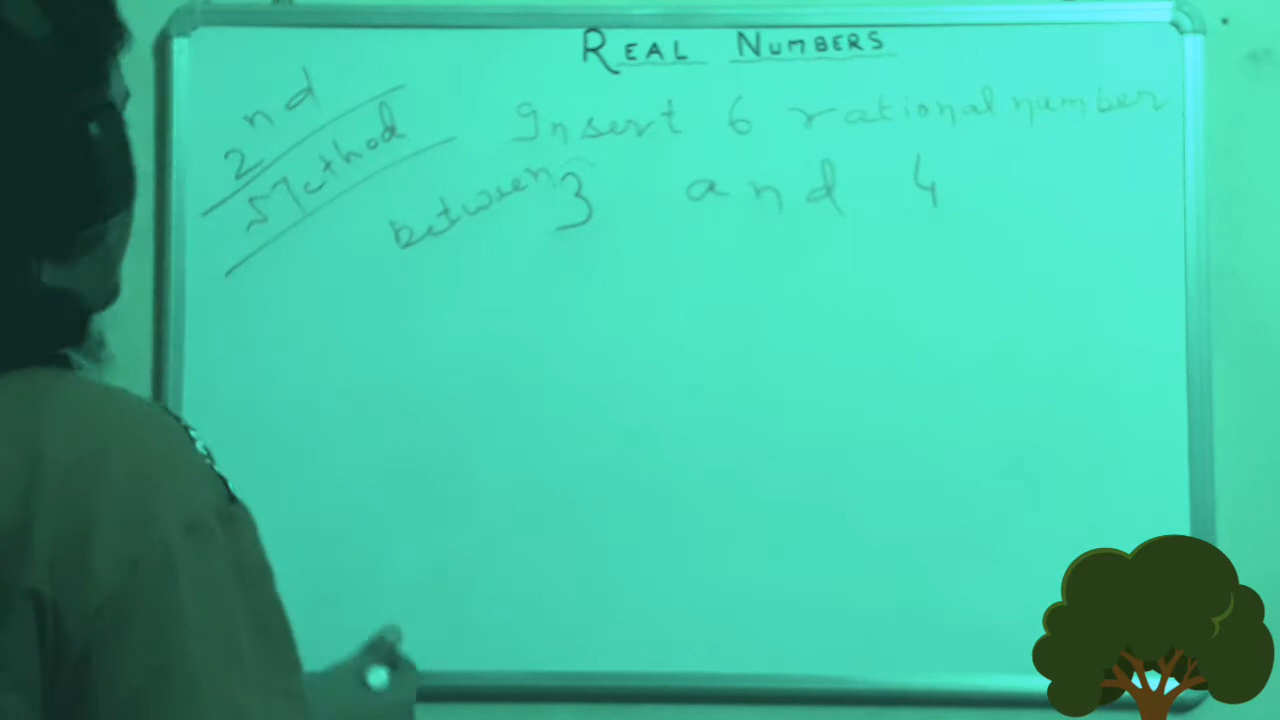 REAL NUMBERS
2nd
Method
Insert 6 rational number
between 3 and 4